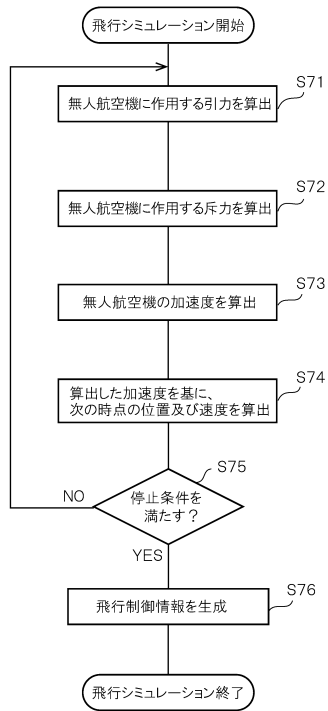 飛行シミュレーション開始
S71
無人航空機に作用する引力を算出
S72
無人航空機に作用する斥力を算出
S73
無人航空機の加速度を算出
S74
算出した加速度を基に、
次の時点の位置及び速度を算出
S75
停止条件を
満たす？
NO
YES
S76
飛行制御情報を生成
飛行シミュレーション終了